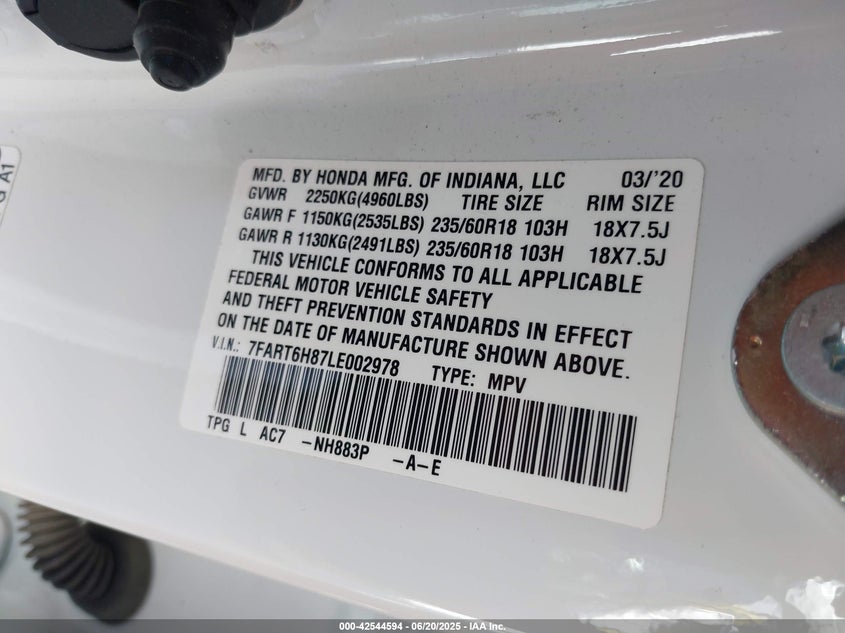 G A1
MFD. BY HONDA MFG. OF INDIANA, LLC 03/'20
GVWR 2250KG(4960LBS) TIRE SIZE RIM SIZE
GAWR F 1150KG(2535LBS) 235/60R18 103H 18X7.5J
GAWR R 1130KG(2491LBS) 235/60R18 103H 18X7.5J
THIS VEHICLE CONFORMS TO ALL APPLICABLE
FEDERAL MOTOR VEHICLE SAFETY
AND THEFT PREVENTION STANDARDS IN EFFECT
ON THE DATE OF MANUFACTURE SHOWN ABOVE.
V.I.N.: 7FART6H87LE002978 TYPE: MPV
TPG L AC7 -NH883P -A-E
000-42544594 - 06/20/2025 - IAA Inc.